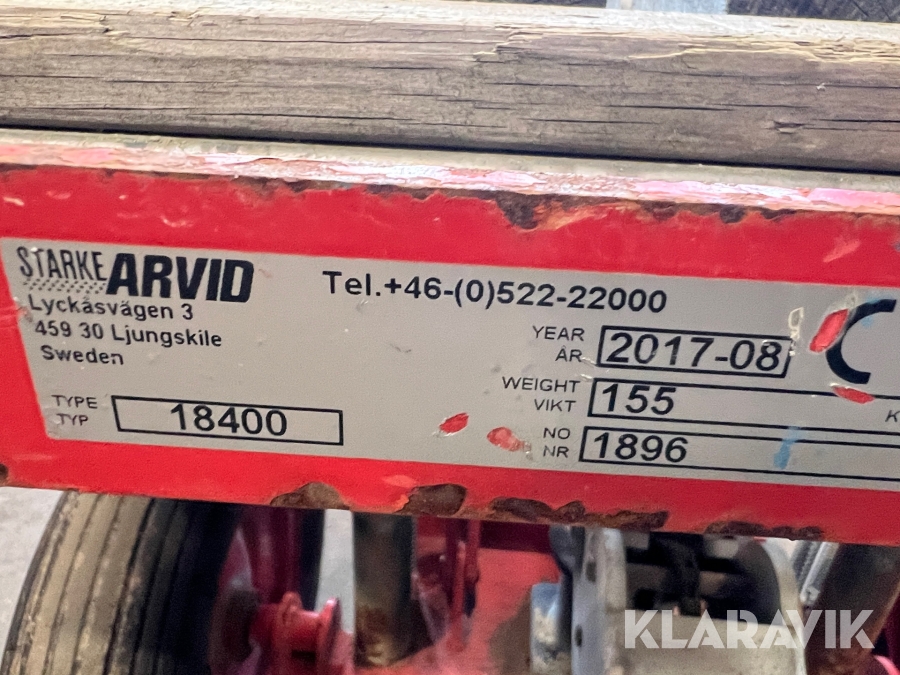 STARKE ARVID
Lyckåsvägen 3
459 30 Ljungskile
Sweden
TYPE
TYP
18400
Tel.+46-(0)522-22000
YEAR
ÅR
2017-08
C
WEIGHT
VIKT
155
K
NO
NR
1896
KLARAVIK